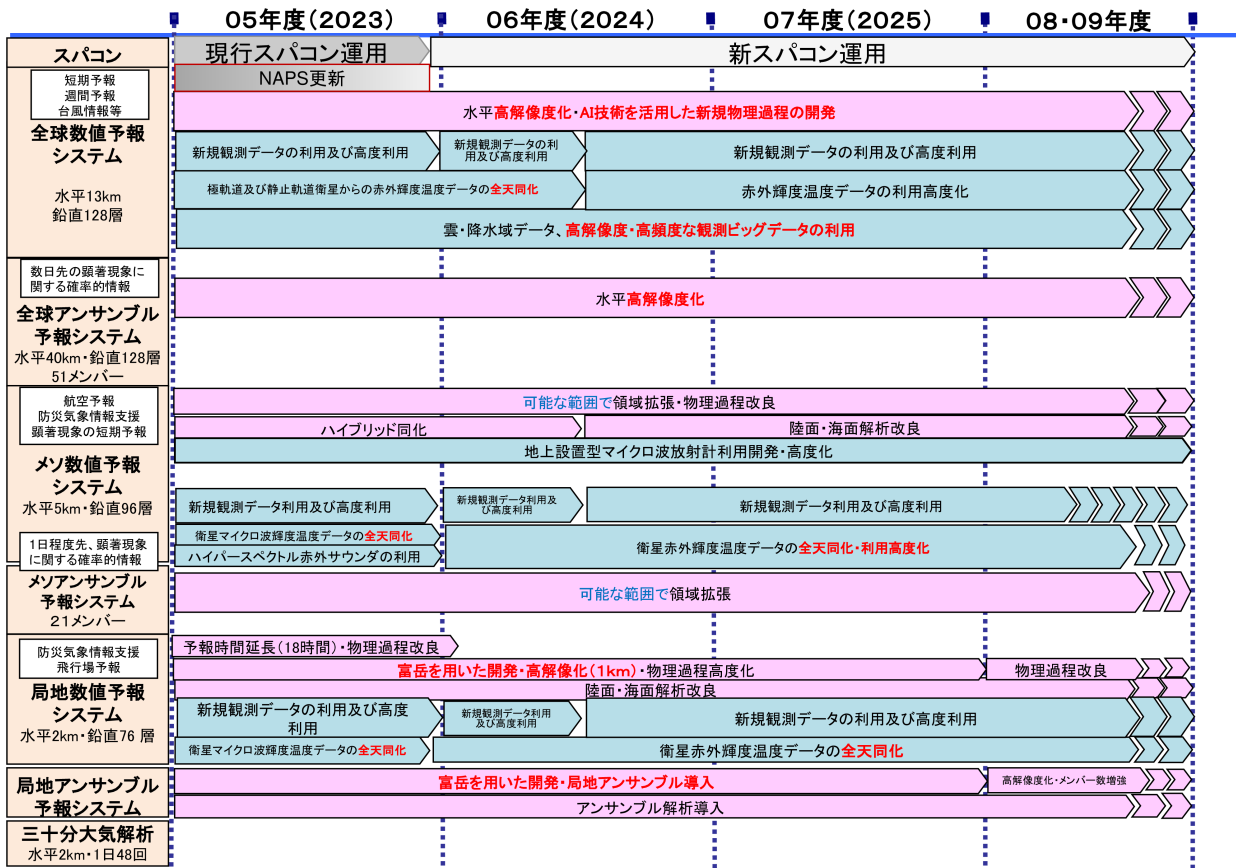 05年度(2023)
06年度(2024)
07年度(2025)
08・09年度
スパコン
現行スパコン運用
新スパコン運用
NAPS更新
短期予報
週間予報
台風情報等
全球数値予報
システム
水平13km
鉛直128層
水平高解像度化・AI技術を活用した新規物理過程の開発
新規観測データの利用及び高度利用
新規観測データの利
用及び高度利用
新規観測データの利用及び高度利用
極軌道及び静止軌道衛星からの赤外輝度温度データの全天同化
赤外輝度温度データの利用高度化
雲・降水域データ、高解像度・高頻度な観測ビッグデータの利用
数日先の顕著現象に
関する確率的情報
全球アンサンブル
予報システム
水平40km・鉛直128層
51メンバー
水平高解像度化
航空予報
防災気象情報支援
顕著現象の短期予報
メソ数値予報
システム
水平5km・鉛直96層
可能な範囲で領域拡張・物理過程改良
ハイブリッド同化
陸面・海面解析改良
地上設置型マイクロ波放射計利用開発・高度化
新規観測データ利用及び高度利用
新規観測データ利用及
び高度利用
新規観測データ利用及び高度利用
衛星マイクロ波輝度温度データの全天同化
ハイパースペクトル赤外サウンダの利用
衛星赤外輝度温度データの全天同化・利用高度化
1日程度先、顕著現象
に関する確率的情報
メソアンサンブル
予報システム
21メンバー
可能な範囲で領域拡張
防災気象情報支援
飛行場予報
局地数値予報
システム
水平2km・鉛直76 層
予報時間延長(18時間)・物理過程改良
富岳を用いた開発・高解像化(1km)・物理過程高度化
物理過程改良
陸面・海面解析改良
新規観測データの利用及び高度
利用
新規観測データ利用
及び高度利用
新規観測データの利用及び高度利用
衛星マイクロ波輝度温度データの全天同化
衛星赤外輝度温度データの全天同化
局地アンサンブル
予報システム
富岳を用いた開発・局地アンサンブル導入
高解像度化・メンバー数増強
アンサンブル解析導入
三十分大気解析
水平2km・1日48回